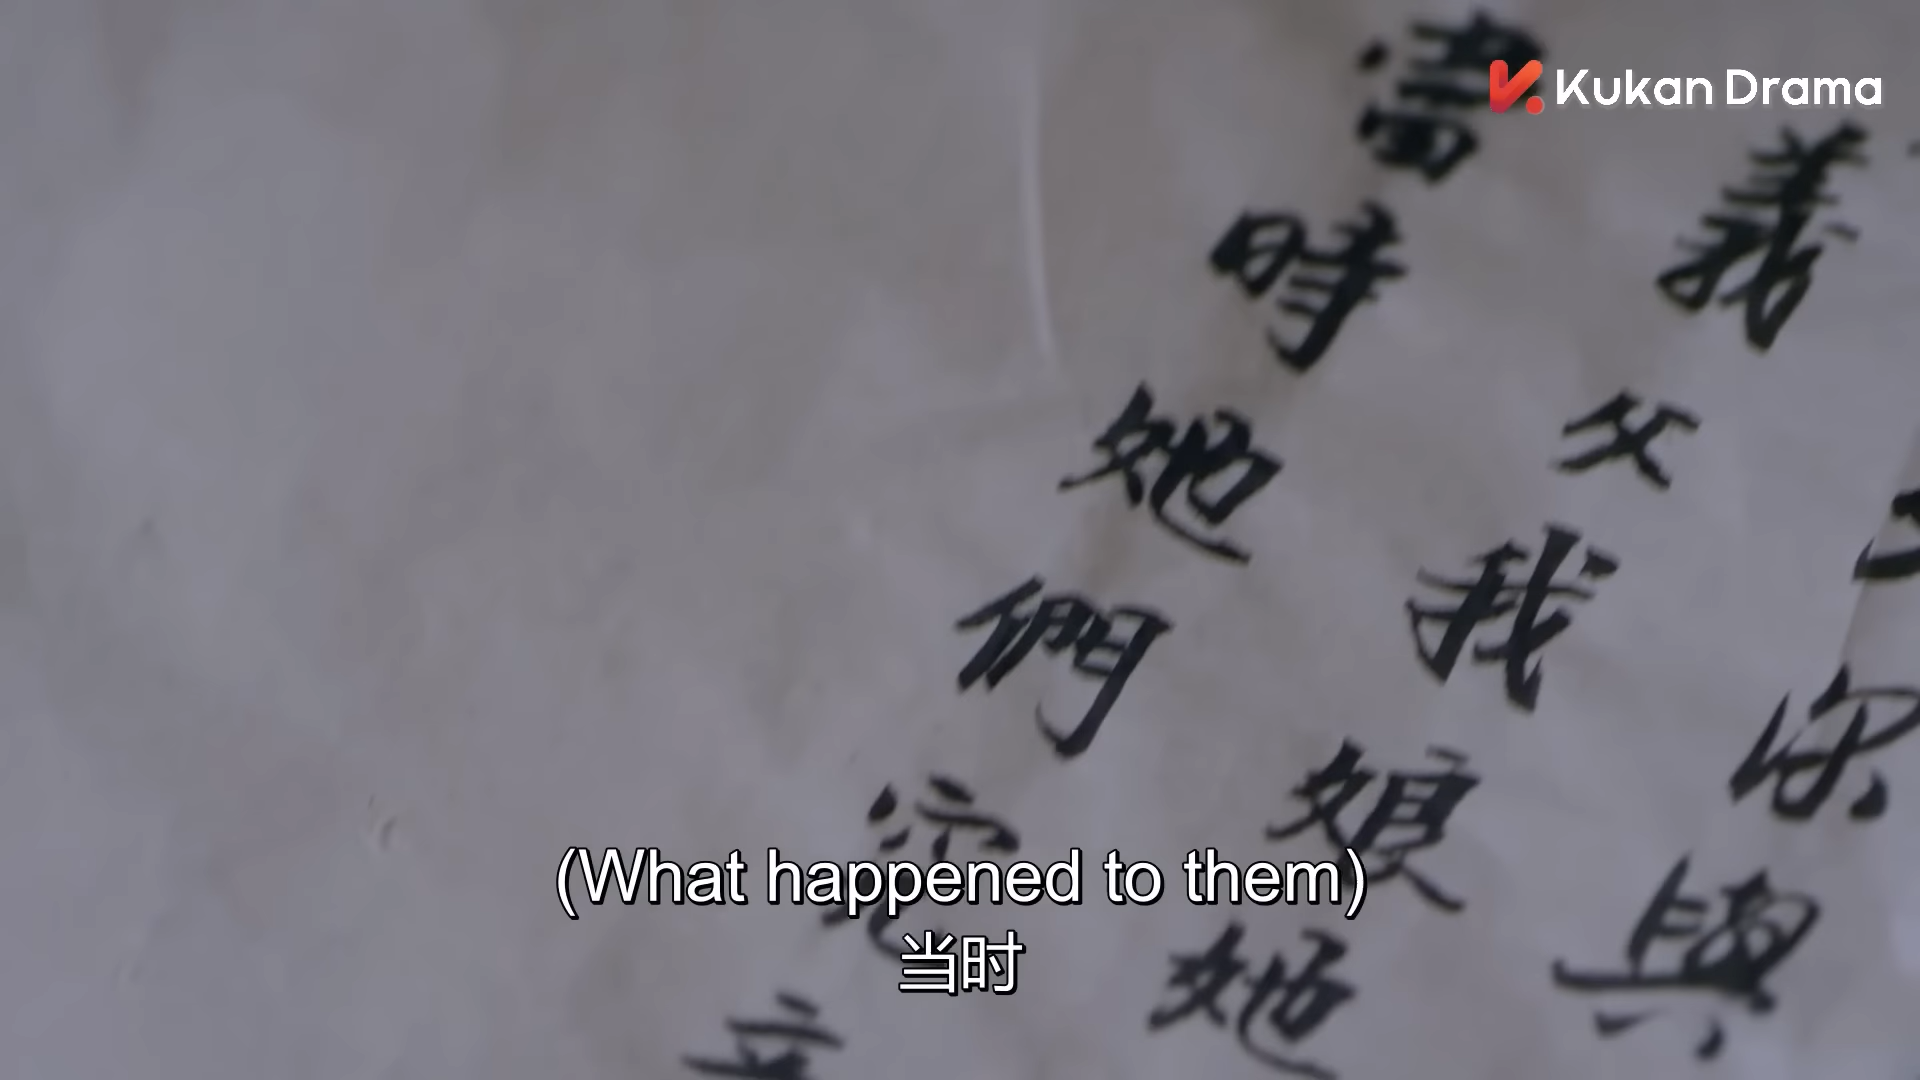 Kukan Drama
你與
義父我娘她
當時她們究
(What happened to them)
当时